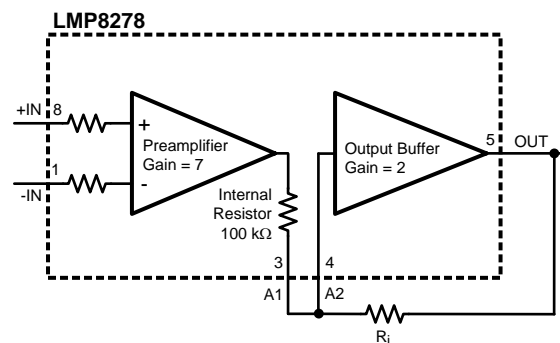 LMP8278
+IN
8
-IN
1
+
-
Preamplifier
Gain = 7
Internal
Resistor
100 kΩ
Output Buffer
Gain = 2
5
OUT
3
4
A1
A2
Ri